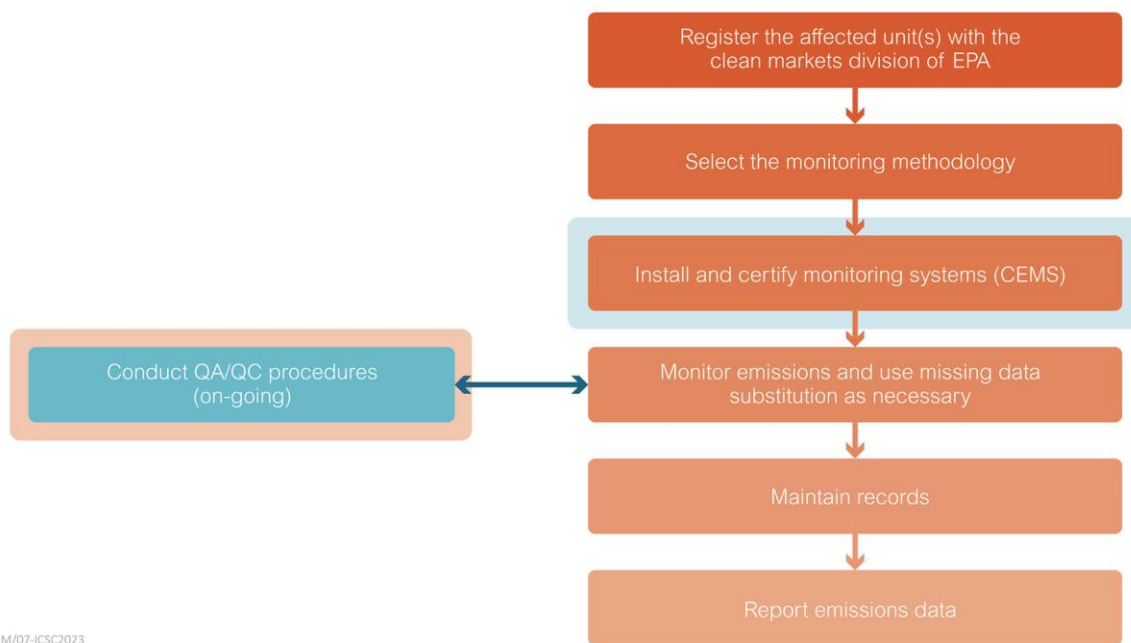 Register the affected unit(s) with the
clean markets division of EPA
Select the monitoring methodology
Install and certify monitoring systems (CEMS)
Conduct QA/QC procedures
(on-going)
Monitor emissions and use missing data
substitution as necessary
Maintain records
Report emissions data
M/07-ICSC2023